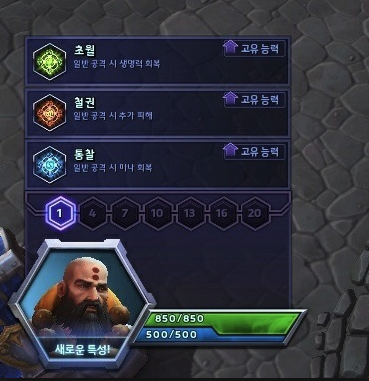 초월
고유 능력
일반 공격 시 생명력 회복
철권
고유 능력
일반 공격 시 추가 피해
통찰
고유 능력
일반 공격 시 마나 회복
1 4 7 10 13 16 20
850/850
500/500
새로운 특성!